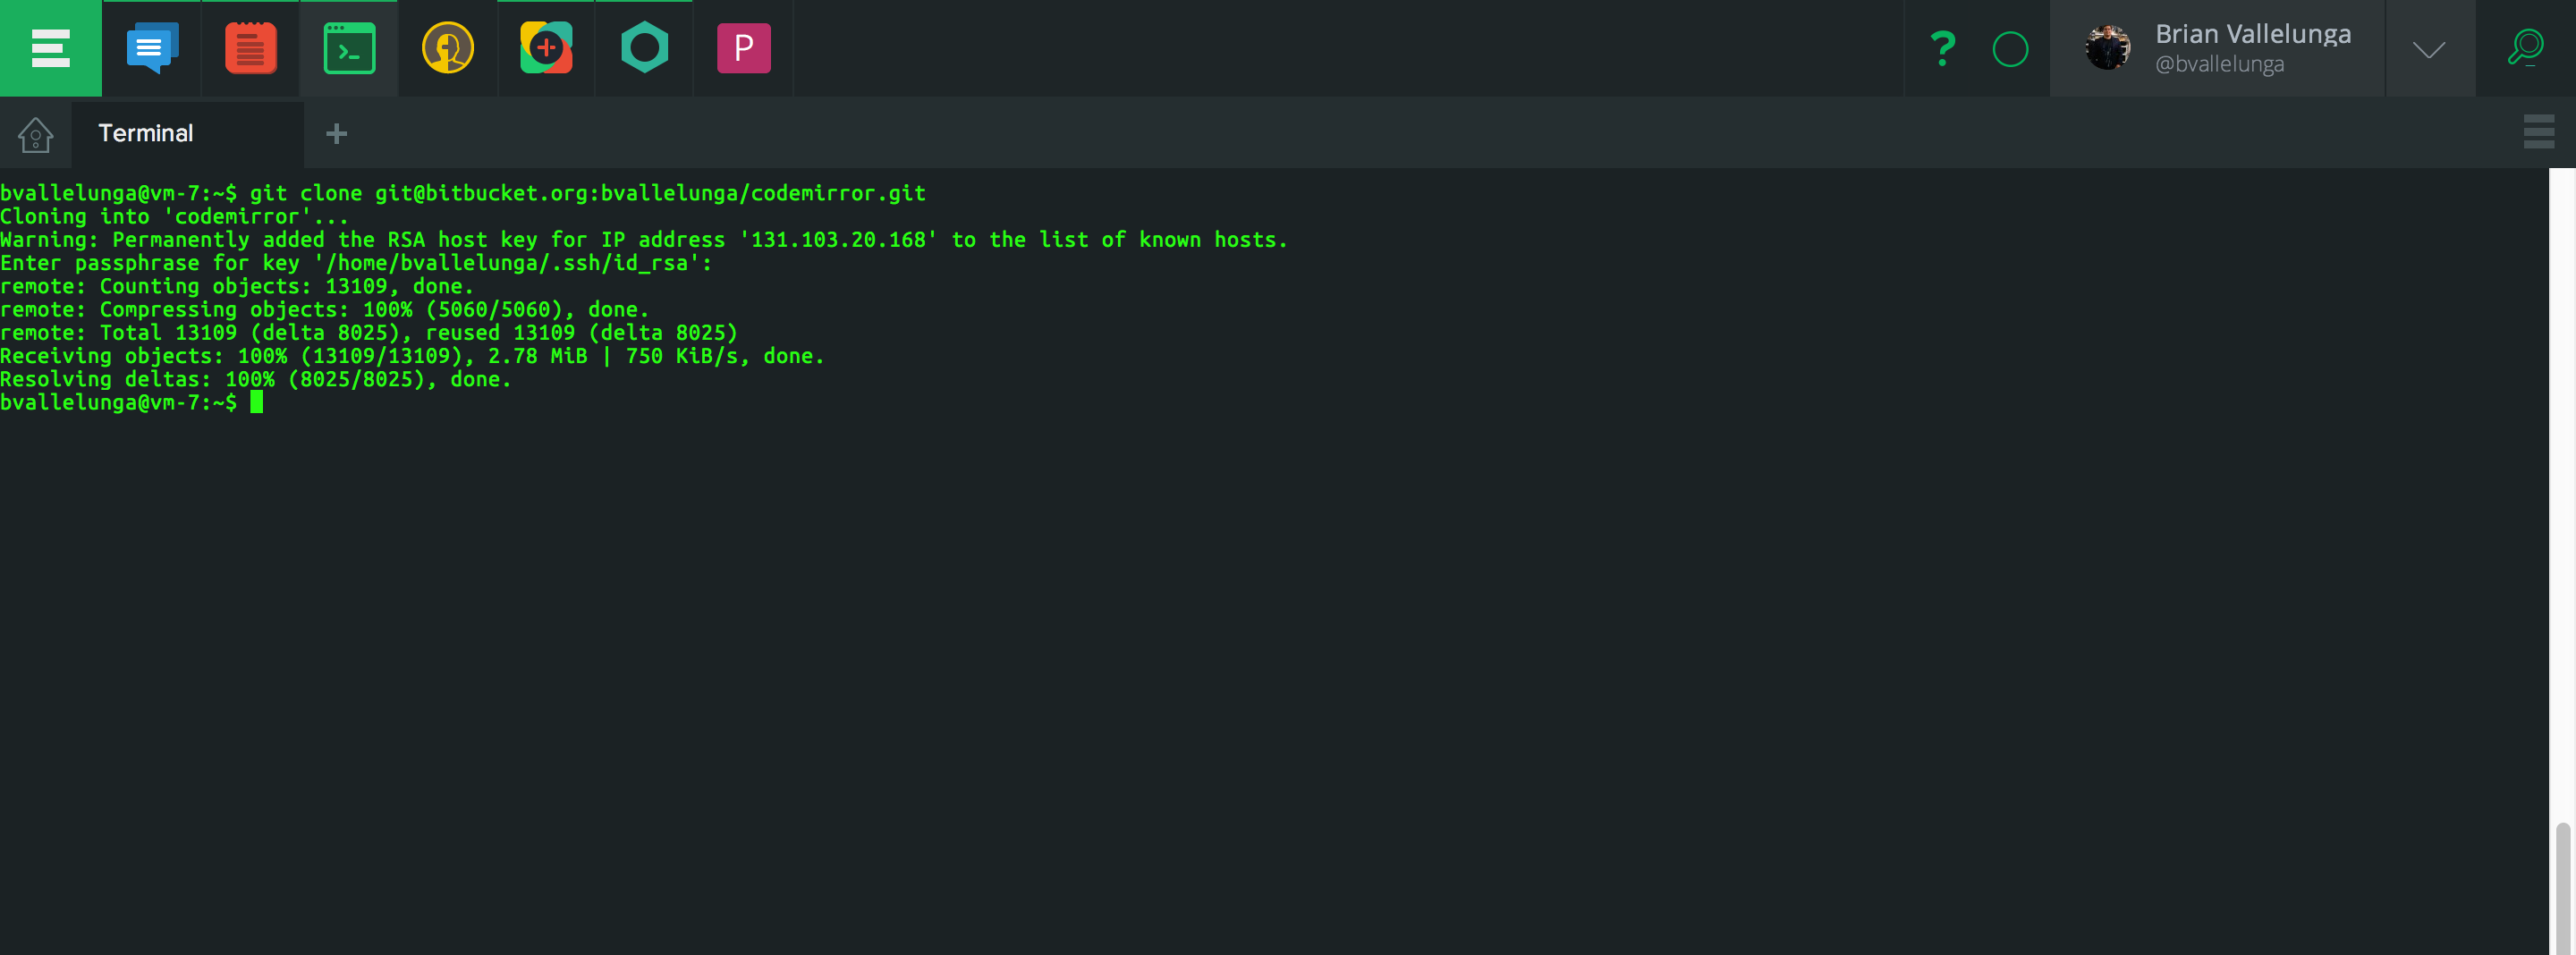 P
?
Brian Vallelunga
@bvallelunga
Terminal
+
bvallelunga@vm-7:~$ git clone git@bitbucket.org:bvallelunga/codemirror.git
Cloning into 'codemirror'...
Warning: Permanently added the RSA host key for IP address '131.103.20.168' to the list of known hosts.
Enter passphrase for key '/home/bvallelunga/.ssh/id_rsa':
remote: Counting objects: 13109, done.
remote: Compressing objects: 100% (5060/5060), done.
remote: Total 13109 (delta 8025), reused 13109 (delta 8025)
Receiving objects: 100% (13109/13109), 2.78 MiB | 750 KiB/s, done.
Resolving deltas: 100% (8025/8025), done.
bvallelunga@vm-7:~$